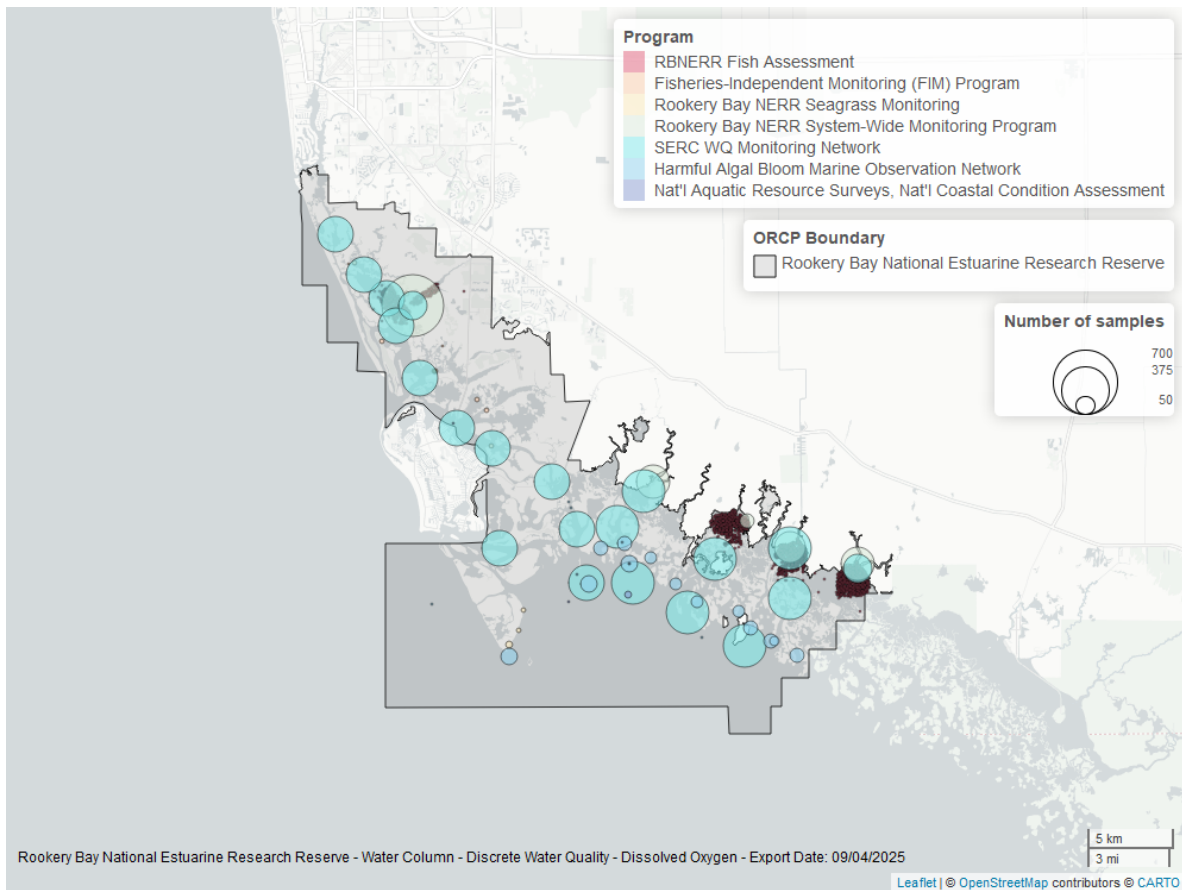 Program
RBNERR Fish Assessment
Fisheries-Independent Monitoring (FIM) Program
Rookery Bay NERR Seagrass Monitoring
Rookery Bay NERR System-Wide Monitoring Program
SERC WQ Monitoring Network
Harmful Algal Bloom Marine Observation Network
Nat'l Aquatic Resource Surveys, Nat'l Coastal Condition Assessment
ORCP Boundary
Rookery Bay National Estuarine Research Reserve
Number of samples
700
375
50
5 km
3 mi
Rookery Bay National Estuarine Research Reserve - Water Column - Discrete Water Quality - Dissolved Oxygen - Export Date: 09/04/2025
Leaflet | © OpenStreetMap contributors © CARTO